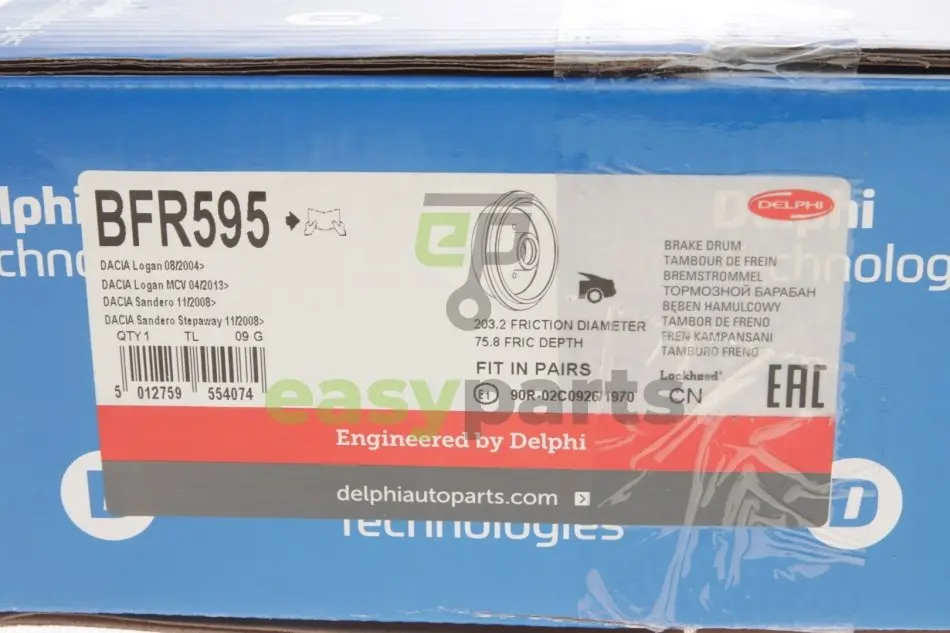 BFR595
DACIA Logan 08/2004>
DACIA Logan MCV 04/2013>
DACIA Sandero 11/2008>
DACIA Sandero Stepaway 11/2008>
QTY 1 TL 09 G
5 012759 554074
203.2 FRICTION DIAMETER
75.8 FRIC DEPTH
FIT IN PAIRS
E1 90R-02C0926/1970
DELPHI
BRAKE DRUM
TAMBOUR DE FREIN
BREMSTROMMEL
ТОРМОЗНОЙ БАРАБАН
BĘBEN HAMULCOWY
TAMBOR DE FRENO
FREN KAMPANSANI
TAMBURO FRENO
Lockheed
CN
EAC
easyparts
Engineered by Delphi
delphiautoparts.com
Technologies